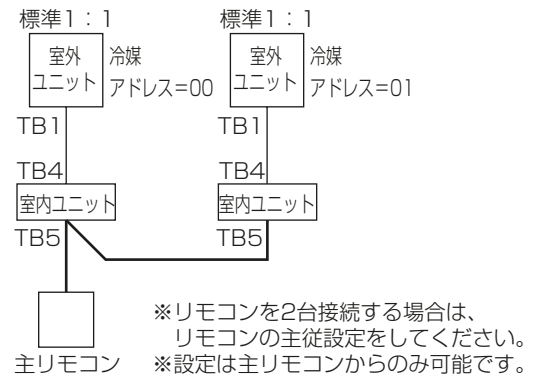 標準1：1 標準1：1
室外 冷媒 室外 冷媒
ユニット アドレス=00 ユニット アドレス=01
TB1 TB1
TB4 TB4
室内ユニット 室内ユニット
TB5 TB5
※リモコンを2台接続する場合は、
リモコンの主従設定をしてください。
主リモコン ※設定は主リモコンからのみ可能です。